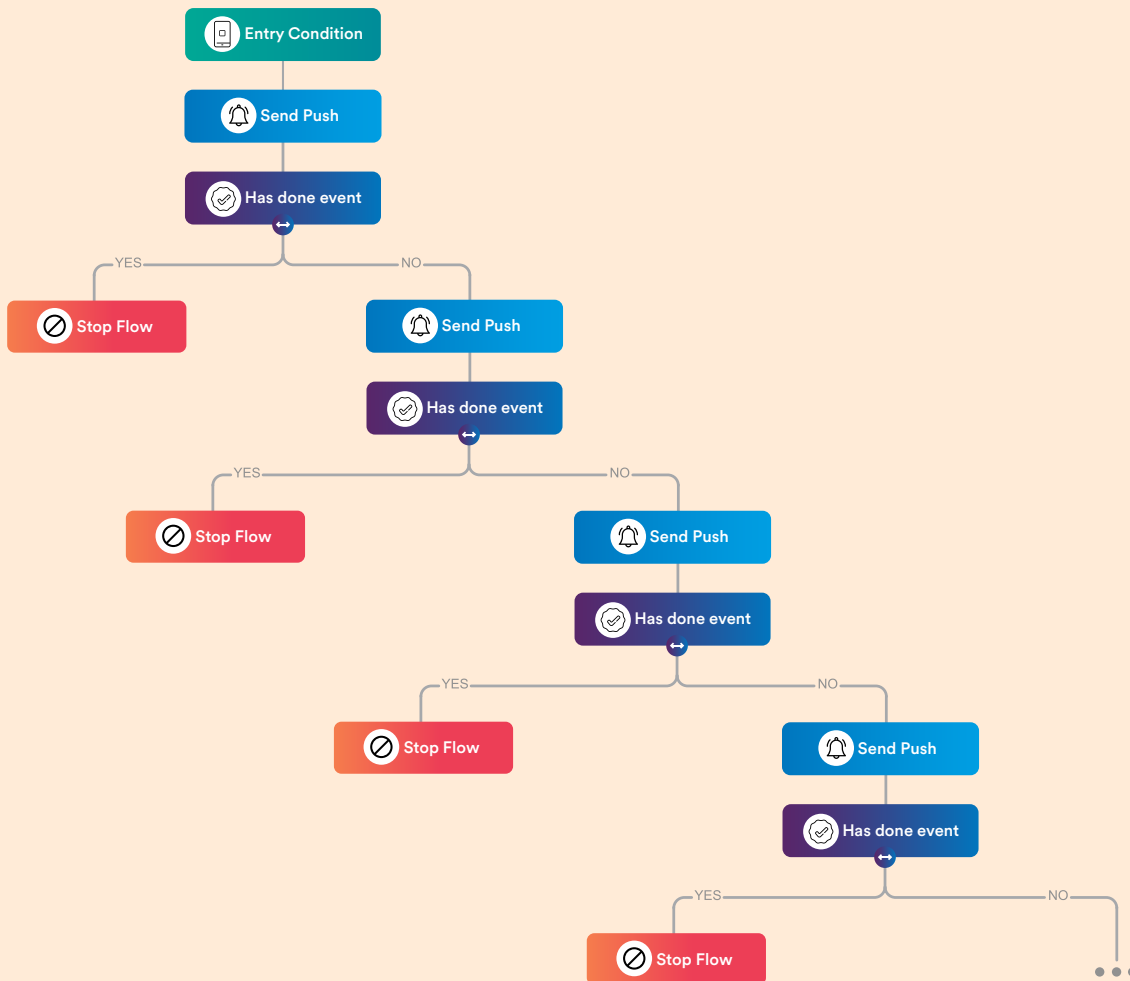 Entry Condition
Send Push
Has done event
YES
NO
Stop Flow
Send Push
Has done event
YES
NO
Stop Flow
Send Push
Has done event
YES
NO
Stop Flow
Send Push
Has done event
YES
NO
Stop Flow